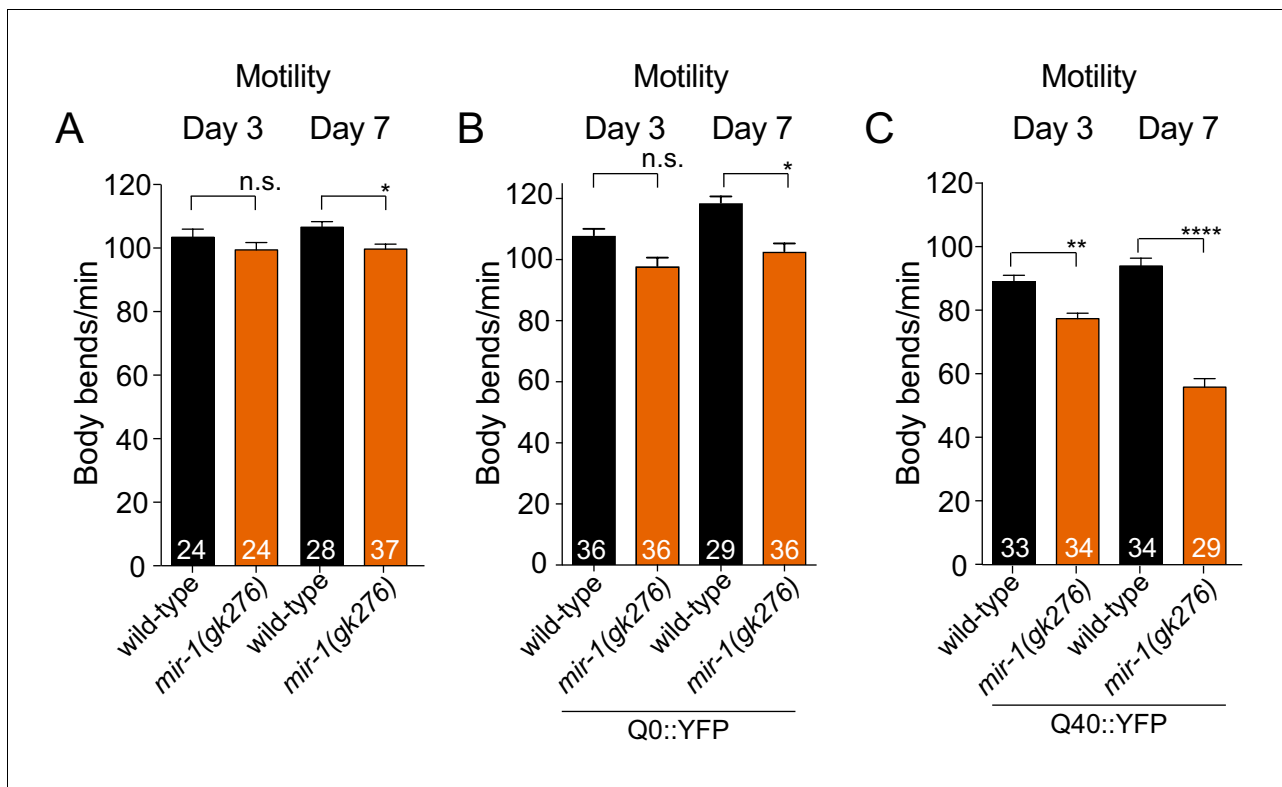 Motility
A
Day 3 Day 7
n.s.
*
Body bends/min
120
100
80
60
40
20
0
24 24 28 37
wild-type
mir-1(gk276)
wild-type
mir-1(gk276)
Motility
B
Day 3 Day 7
n.s.
*
Body bends/min
120
100
80
60
40
20
0
36 36 29 36
wild-type
mir-1(gk276)
wild-type
mir-1(gk276)
Q0::YFP
Motility
C
Day 3 Day 7
**
****
Body bends/min
120
100
80
60
40
20
0
33 34 34 29
wild-type
mir-1(gk276)
wild-type
mir-1(gk276)
Q40::YFP